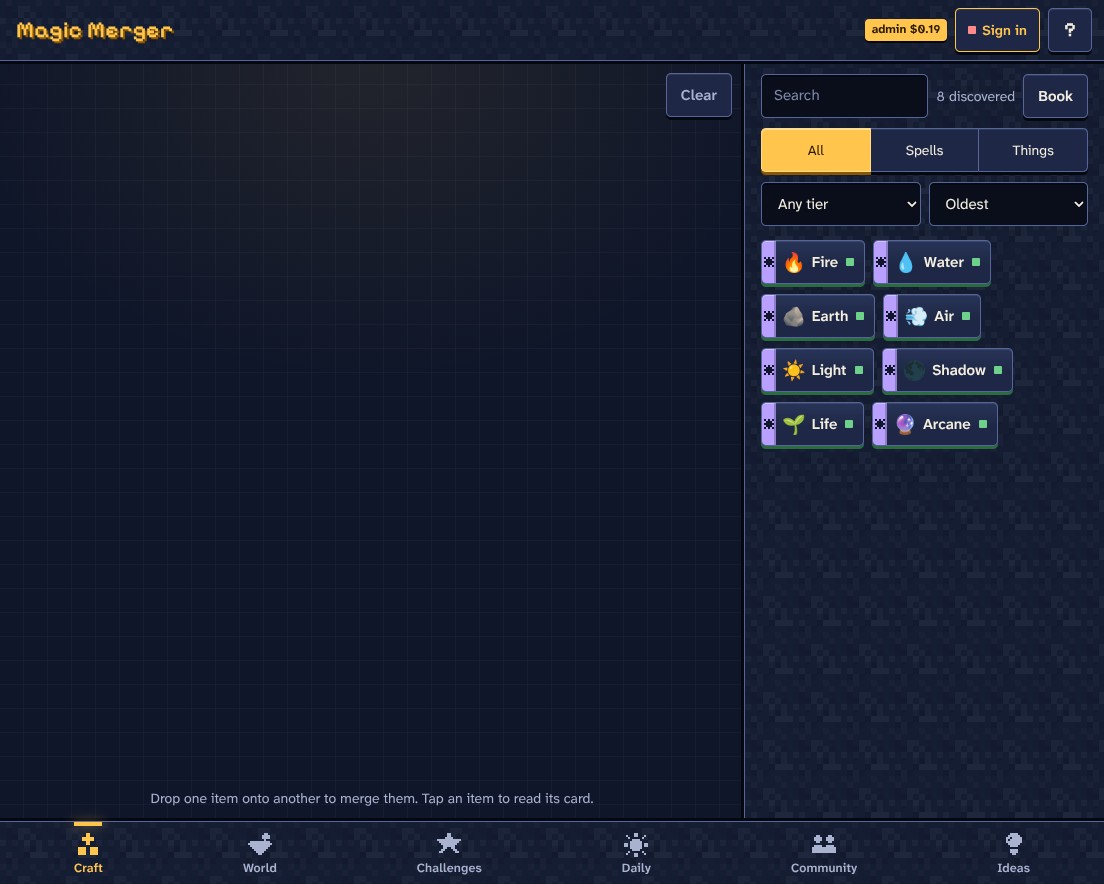 Magic Merger
admin $0.19
Sign in
?
Clear
Search
8 discovered
Book
All
Spells
Things
Any tier
Oldest
Fire
Water
Earth
Air
Light
Shadow
Life
Arcane
Drop one item onto another to merge them. Tap an item to read its card.
Craft
World
Challenges
Daily
Community
Ideas